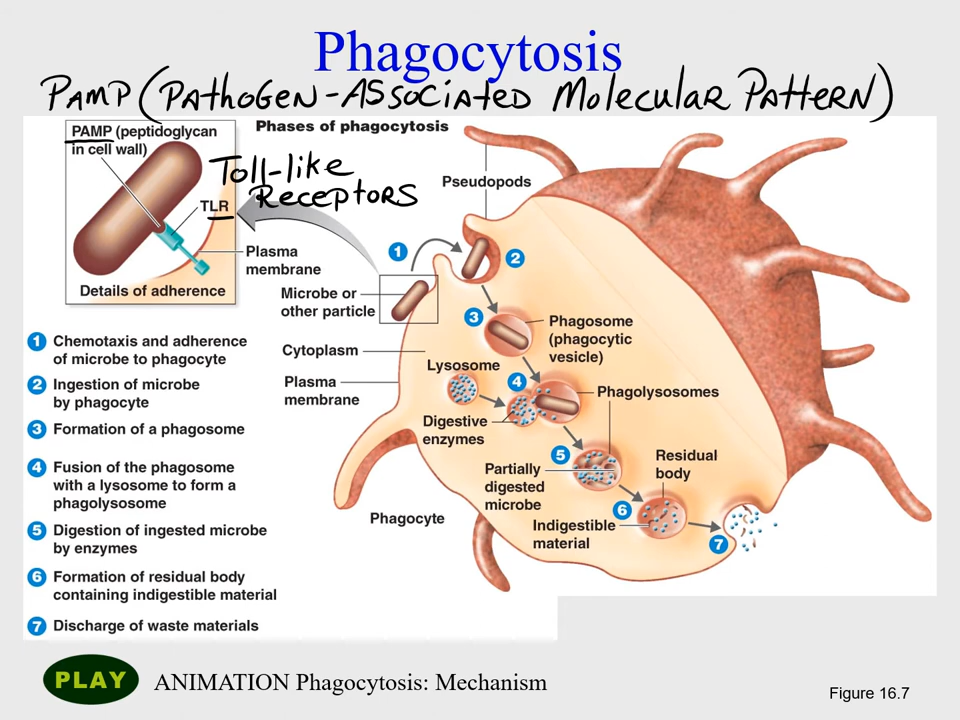 Phagocytosis
PAMP (PATHOGEN-ASSOCIATED MOLECULAR PATTERN)
PAMP (peptidoglycan
in cell wall)
Toll-like
Receptors
TLR
Plasma
membrane
Details of adherence
Phases of phagocytosis
Pseudopods
1
2
Microbe or
other particle
3
Phagosome
(phagocytic
vesicle)
Cytoplasm
Lysosome
Plasma
membrane
4
Phagolysosomes
Digestive
enzymes
5
Partially
digested
microbe
Residual
body
6
Indigestible
material
7
Phagocyte
1 Chemotaxis and adherence
of microbe to phagocyte
2 Ingestion of microbe
by phagocyte
3 Formation of a phagosome
4 Fusion of the phagosome
with a lysosome to form a
phagolysosome
5 Digestion of ingested microbe
by enzymes
6 Formation of residual body
containing indigestible material
7 Discharge of waste materials
PLAY
ANIMATION Phagocytosis: Mechanism
Figure 16.7